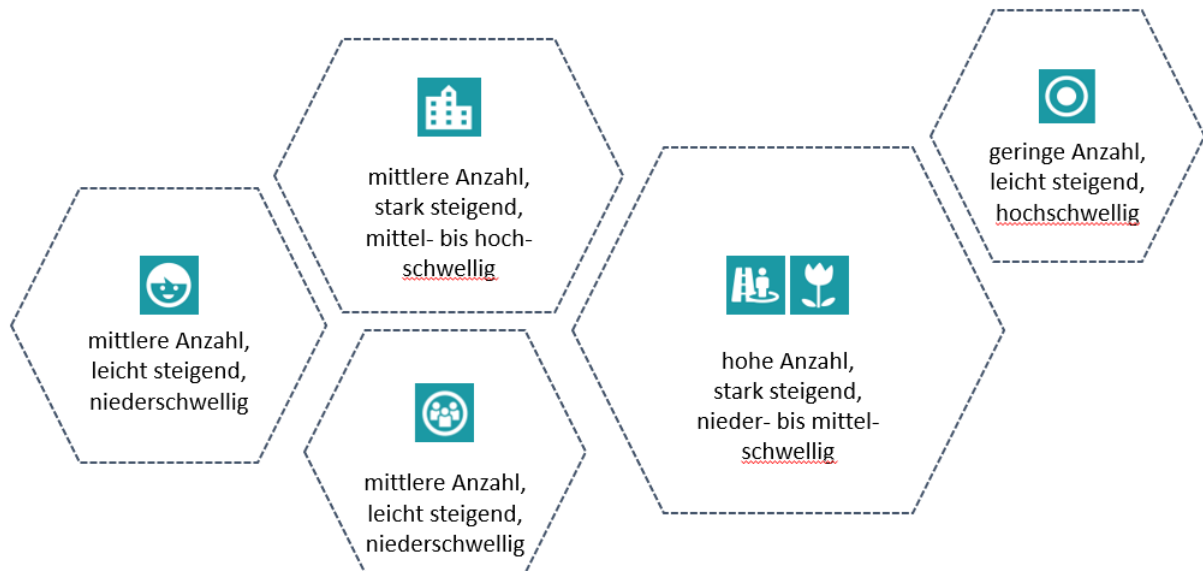 mittlere Anzahl,
leicht steigend,
niederschwellig
mittlere Anzahl,
stark steigend,
mittel- bis hoch-
schwellig
mittlere Anzahl,
leicht steigend,
niederschwellig
hohe Anzahl,
stark steigend,
nieder- bis mittel-
schwellig
geringe Anzahl,
leicht steigend,
hochschwellig